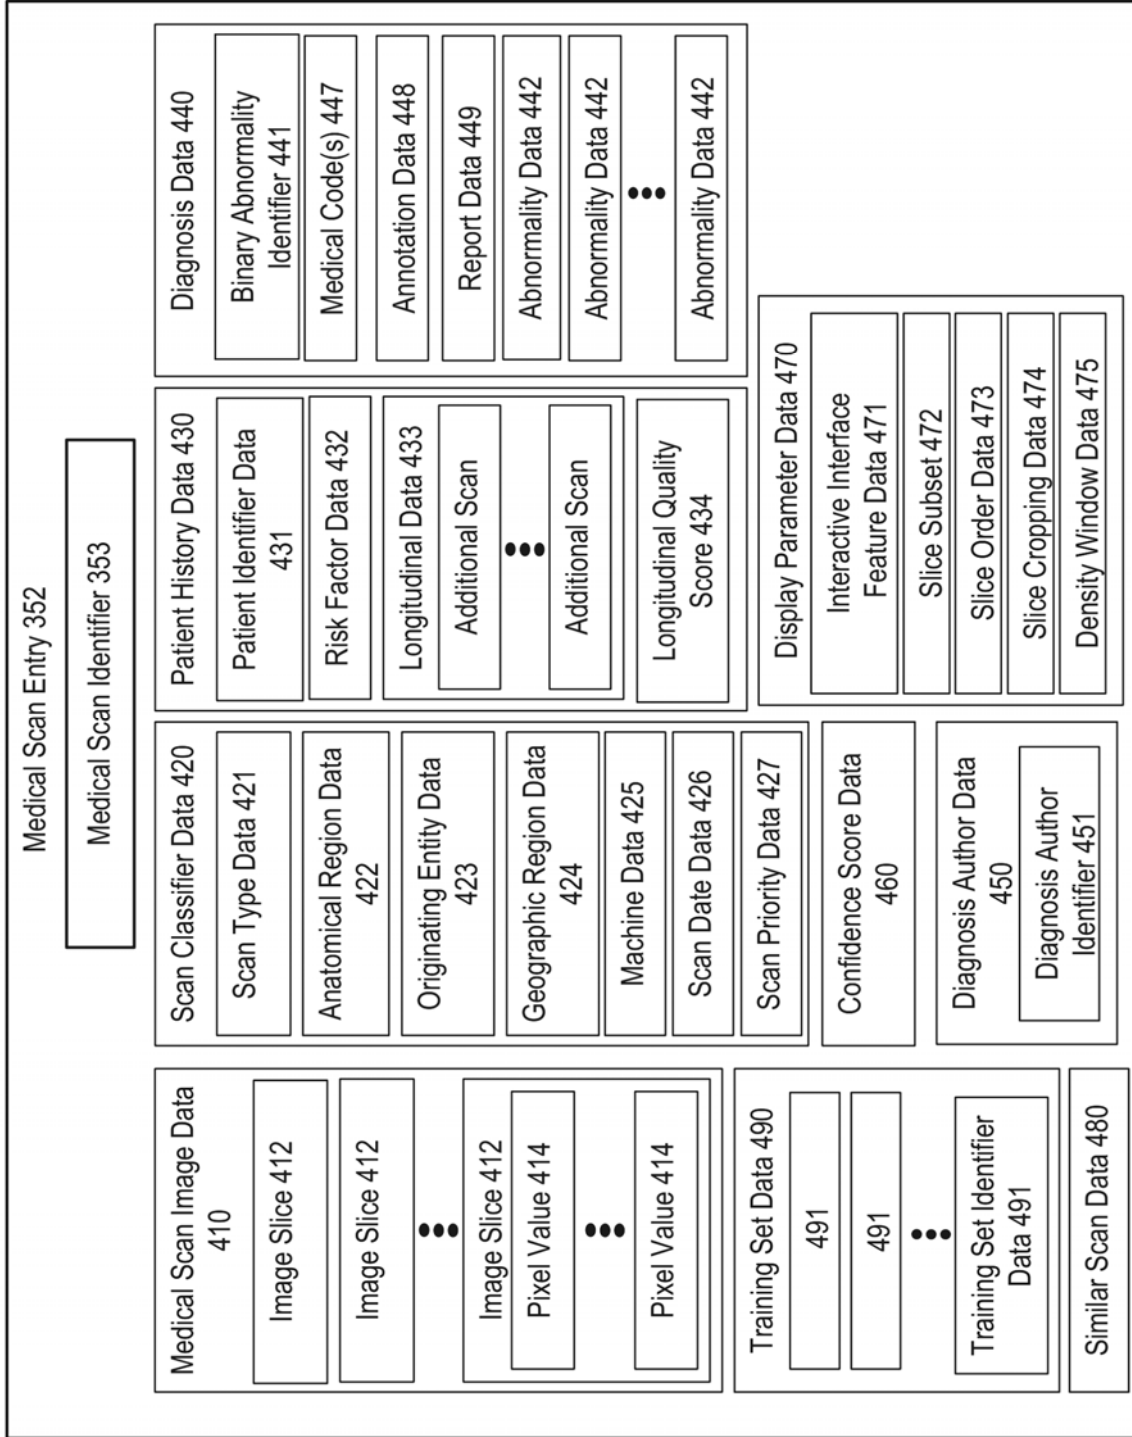 Medical Scan Entry 352
Medical Scan Identifier 353
Medical Scan Image Data
410
Image Slice 412
Image Slice 412
Image Slice 412
Pixel Value 414
Pixel Value 414
Training Set Data 490
491
491
Training Set Identifier
Data 491
Similar Scan Data 480
Scan Classifier Data 420
Scan Type Data 421
Anatomical Region Data
422
Originating Entity Data
423
Geographic Region Data
424
Machine Data 425
Scan Date Data 426
Scan Priority Data 427
Confidence Score Data
460
Diagnosis Author Data
450
Diagnosis Author
Identifier 451
Patient History Data 430
Patient Identifier Data
431
Risk Factor Data 432
Longitudinal Data 433
Additional Scan
Additional Scan
Longitudinal Quality
Score 434
Diagnosis Data 440
Binary Abnormality
Identifier 441
Medical Code(s) 447
Annotation Data 448
Report Data 449
Abnormality Data 442
Abnormality Data 442
Abnormality Data 442
Display Parameter Data 470
Interactive Interface
Feature Data 471
Slice Subset 472
Slice Order Data 473
Slice Cropping Data 474
Density Window Data 475